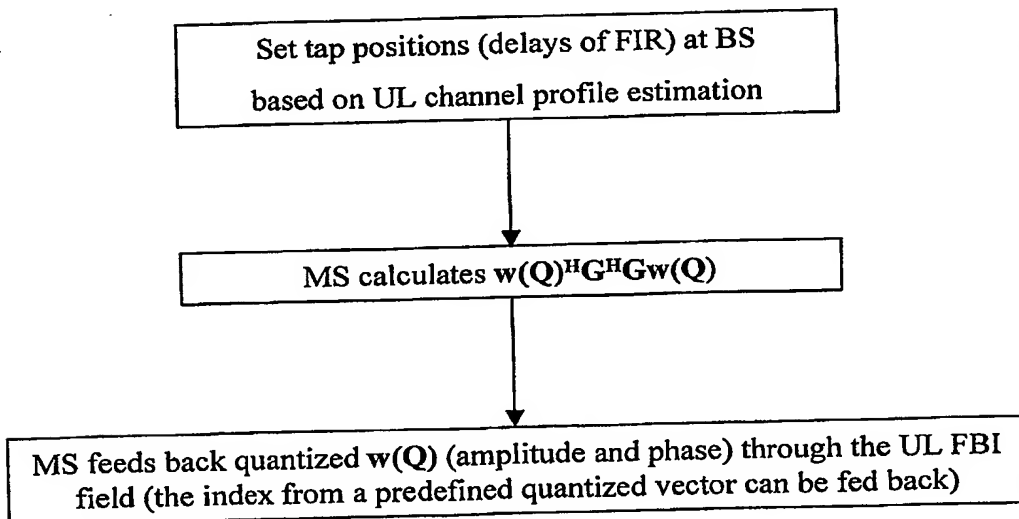 Set tap positions (delays of FIR) at BS
based on UL channel profile estimation
MS calculates w(Q)ᴴGᴴGw(Q)
MS feeds back quantized w(Q) (amplitude and phase) through the UL FBI
field (the index from a predefined quantized vector can be fed back)